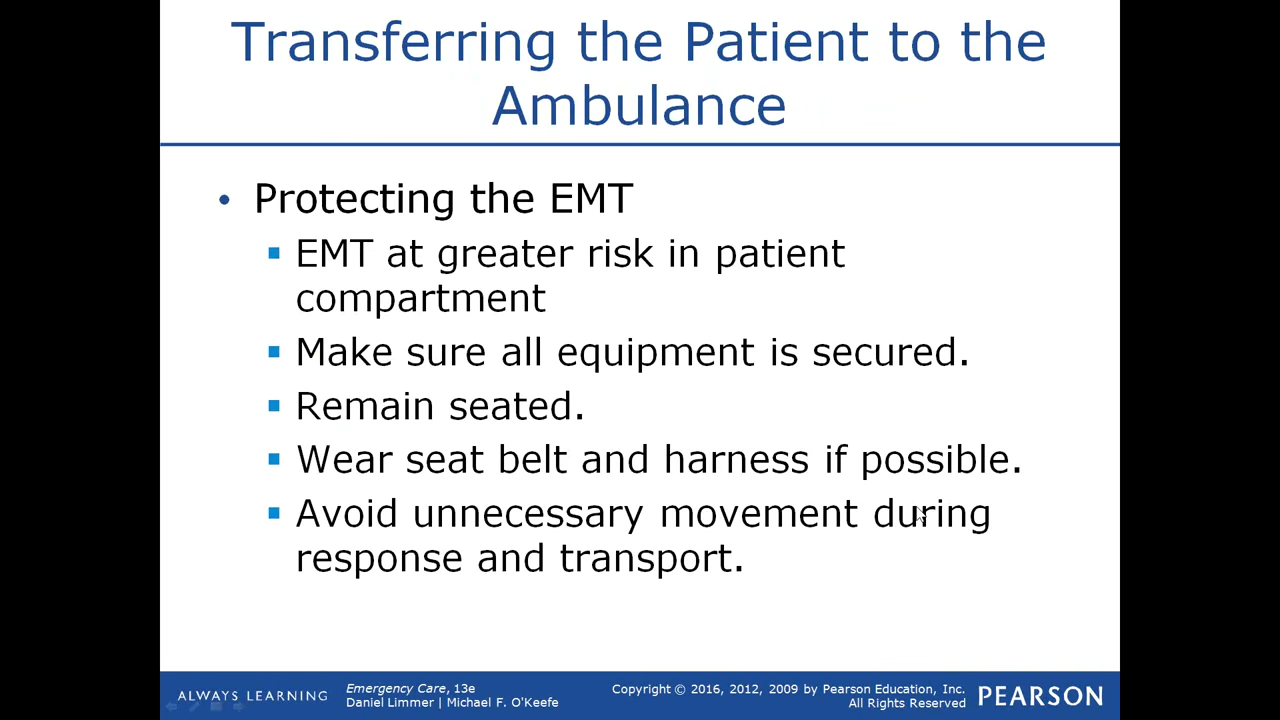 Transferring the Patient to the
Ambulance
• Protecting the EMT
▪ EMT at greater risk in patient
compartment
▪ Make sure all equipment is secured.
▪ Remain seated.
▪ Wear seat belt and harness if possible.
▪ Avoid unnecessary movement during
response and transport.
ALWAYS LEARNING
Emergency Care, 13e
Daniel Limmer | Michael F. O'Keefe
Copyright © 2016, 2012, 2009 by Pearson Education, Inc.
All Rights Reserved
PEARSON